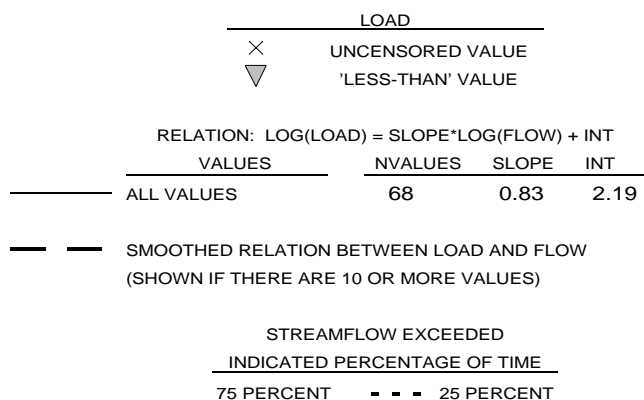 LOAD
UNCENSORED VALUE
'LESS-THAN' VALUE
RELATION: LOG(LOAD) = SLOPE*LOG(FLOW) + INT
VALUES NVALUES SLOPE INT
ALL VALUES 68 0.83 2.19
SMOOTHED RELATION BETWEEN LOAD AND FLOW
(SHOWN IF THERE ARE 10 OR MORE VALUES)
STREAMFLOW EXCEEDED
INDICATED PERCENTAGE OF TIME
75 PERCENT 25 PERCENT